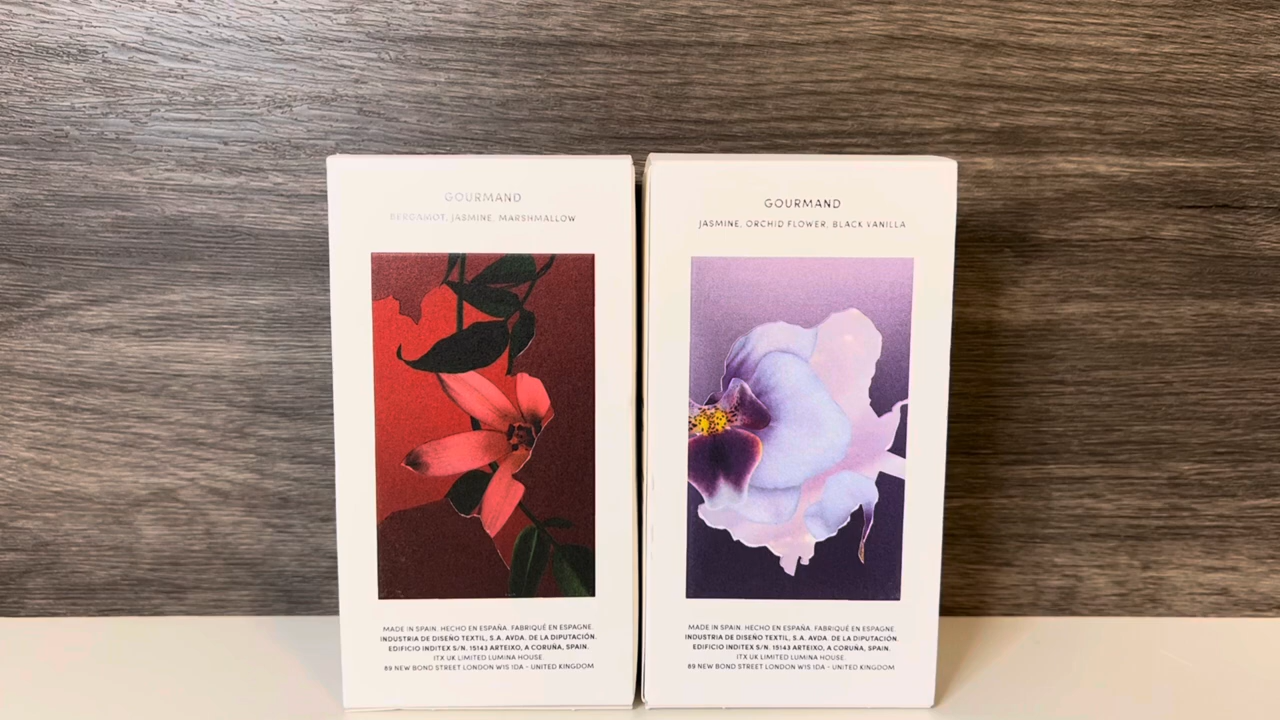 GOURMAND
BERGAMOT, JASMINE, MARSHMALLOW
MADE IN SPAIN. HECHO EN ESPAÑA. FABRIQUÉ EN ESPAGNE.
INDUSTRIA DE DISEÑO TEXTIL, S.A. AVDA. DE LA DIPUTACIÓN.
EDIFICIO INDITEX S/N. 15143 ARTEIXO, A CORUÑA, SPAIN.
ITX UK LIMITED LUMINA HOUSE.
89 NEW BOND STREET LONDON W1S 1DA - UNITED KINGDOM
GOURMAND
JASMINE, ORCHID FLOWER, BLACK VANILLA
MADE IN SPAIN. HECHO EN ESPAÑA. FABRIQUÉ EN ESPAGNE.
INDUSTRIA DE DISEÑO TEXTIL, S.A. AVDA. DE LA DIPUTACIÓN.
EDIFICIO INDITEX S/N. 15143 ARTEIXO, A CORUÑA, SPAIN.
ITX UK LIMITED LUMINA HOUSE.
89 NEW BOND STREET LONDON W1S 1DA - UNITED KINGDOM